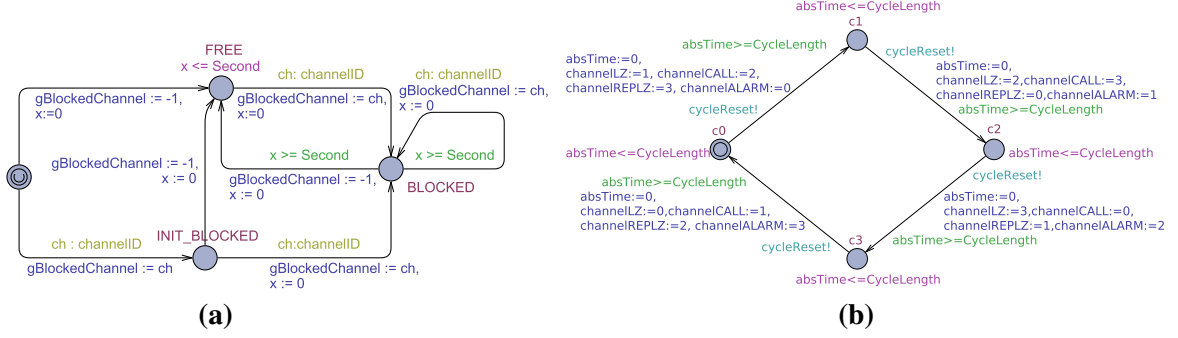 FREE
x <= Second
ch: channelID
gBlockedChannel := -1,
x:=0
gBlockedChannel := ch,
x:= 0
ch: channelID
gBlockedChannel := ch,
x := 0
gBlockedChannel := -1,
x := 0
x >= Second
gBlockedChannel := -1,
x := 0
x >= Second
BLOCKED
INIT_BLOCKED
ch : channelID
gBlockedChannel := ch
ch:channelID
gBlockedChannel := ch,
x := 0
(a)
absTime<=CycleLength
c1
absTime>=CycleLength
cycleReset!
absTime:=0,
channelLZ:=1, channelCALL:=2,
channelREPLZ:=3, channelALARM:=0
absTime:=0,
channelLZ:=2,channelCALL:=3,
channelREPLZ:=0,channelALARM:=1
cycleReset!
absTime>=CycleLength
c0
c2
absTime<=CycleLength
absTime<=CycleLength
cycleReset!
absTime>=CycleLength
absTime:=0,
channelLZ:=0,channelCALL:=1,
channelREPLZ:=2, channelALARM:=3
absTime:=0,
channelLZ:=3,channelCALL:=0,
channelREPLZ:=1,channelALARM:=2
cycleReset!
c3
absTime>=CycleLength
absTime<=CycleLength
(b)